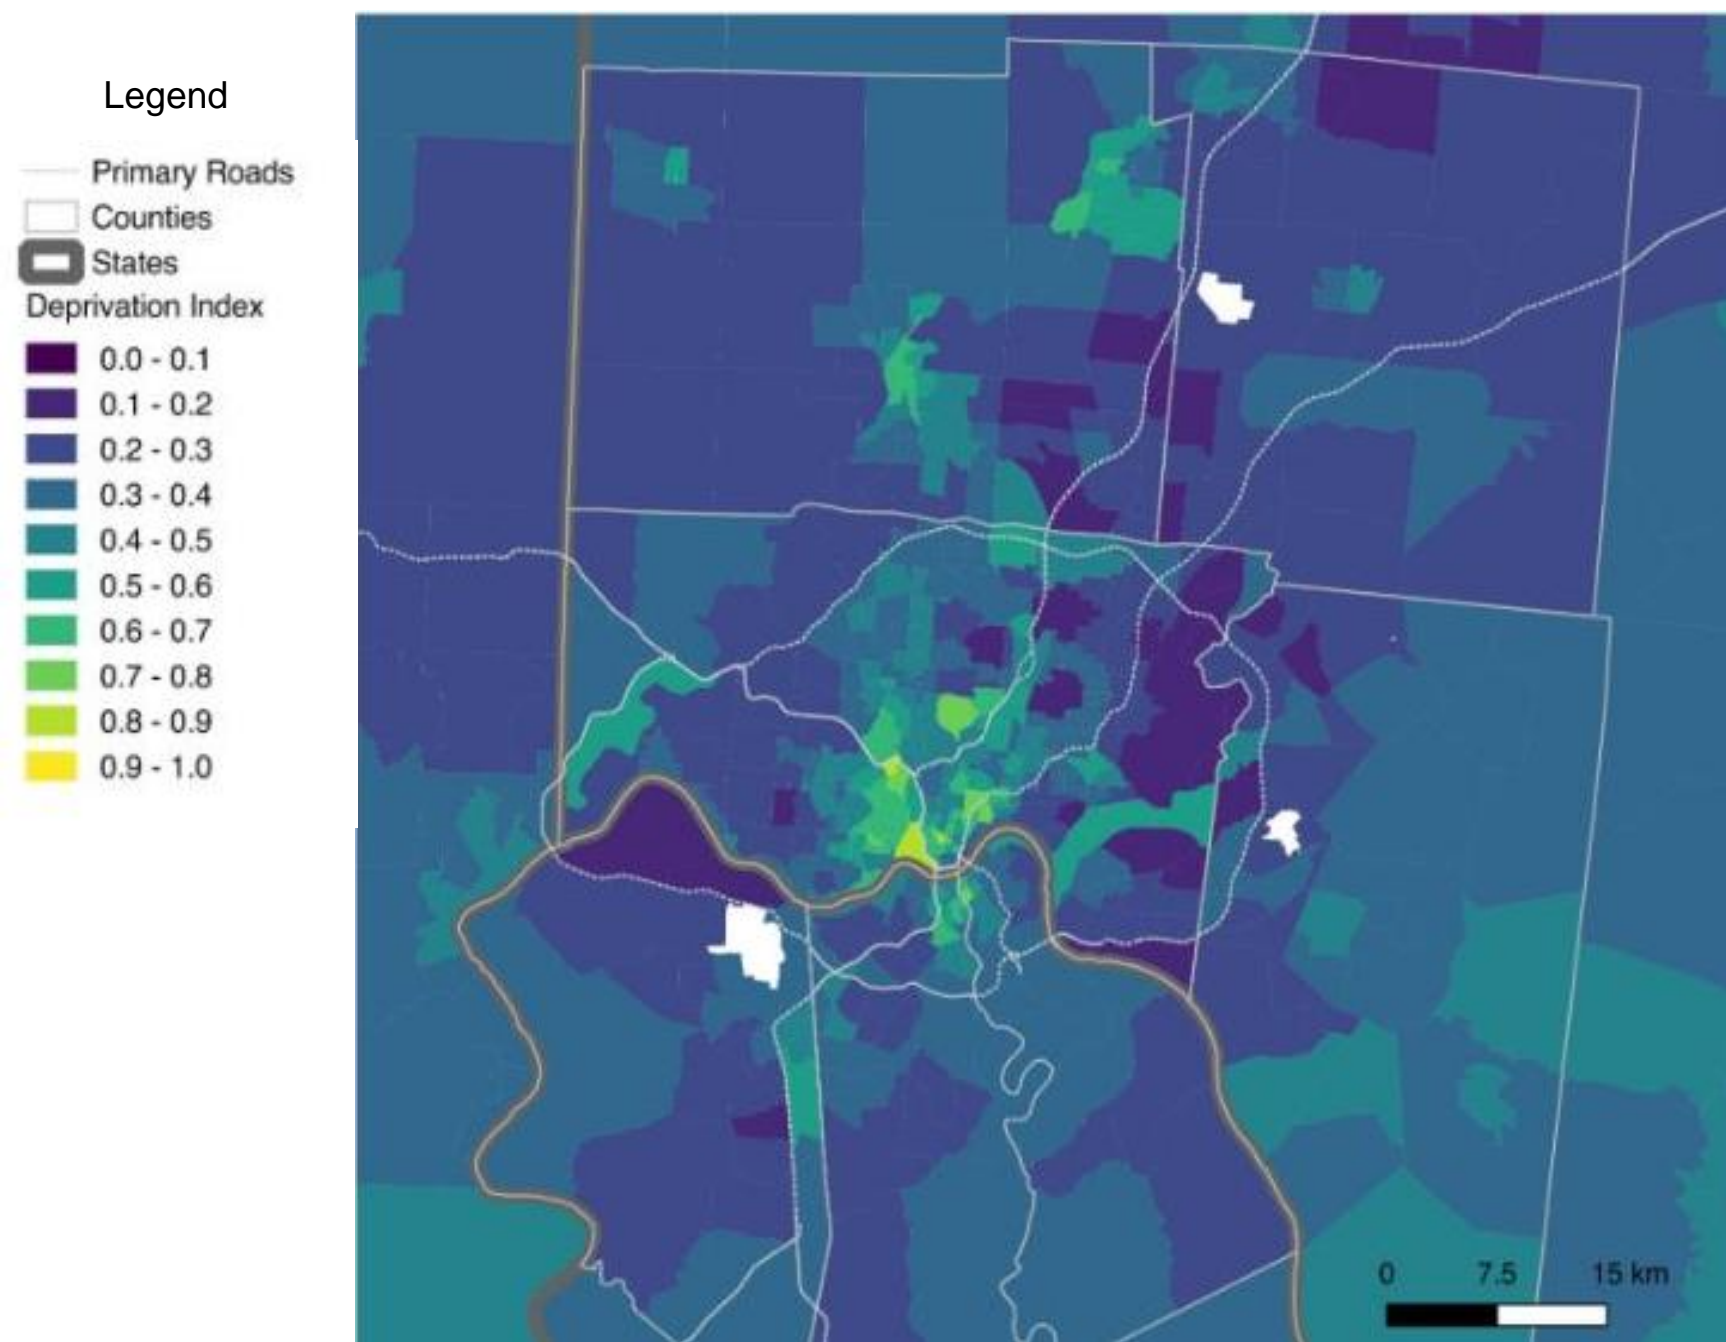 Legend
Primary Roads
Counties
States
Deprivation Index
0.0 - 0.1
0.1 - 0.2
0.2 - 0.3
0.3 - 0.4
0.4 - 0.5
0.5 - 0.6
0.6 - 0.7
0.7 - 0.8
0.8 - 0.9
0.9 - 1.0
0 7.5 15 km